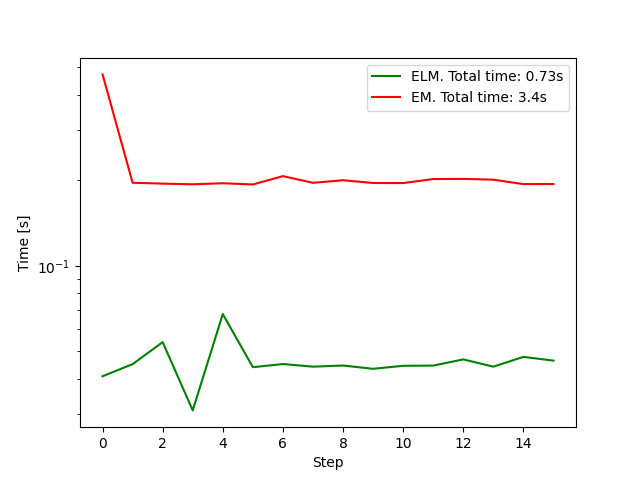 ELM. Total time: 0.73s
EM. Total time: 3.4s
Time [s]
10⁻¹
0 2 4 6 8 10 12 14
Step